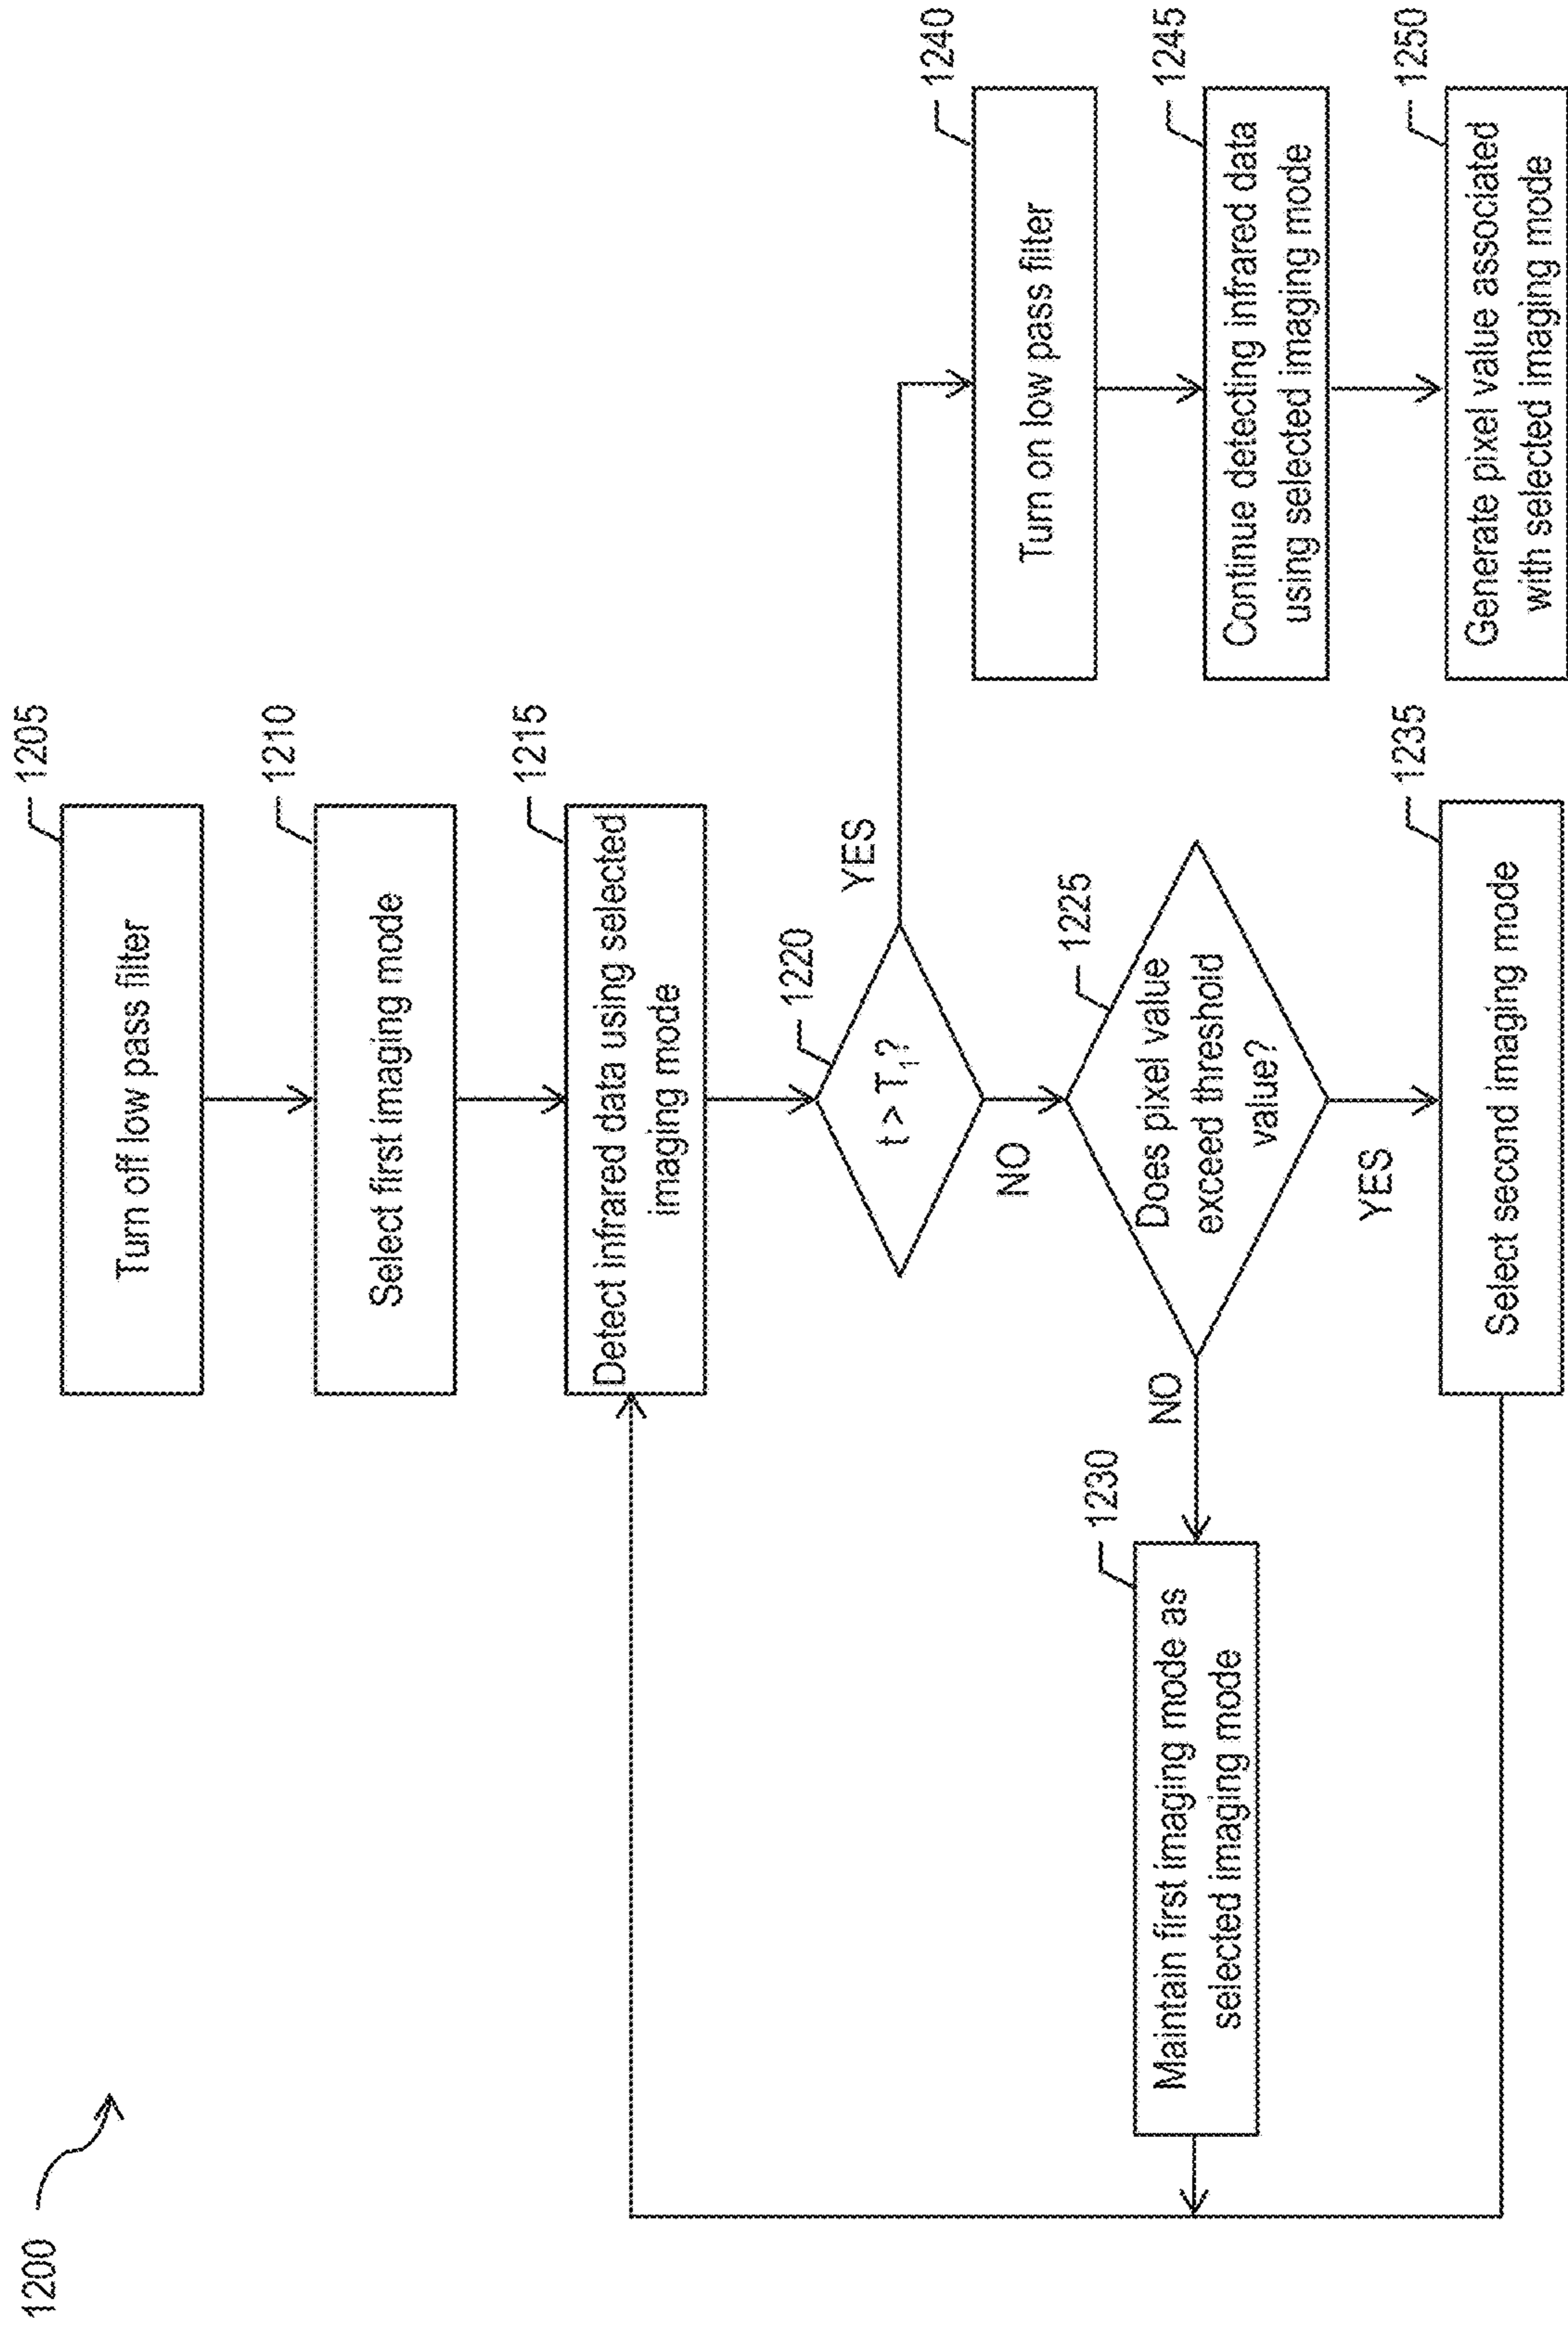 1200
1205
Turn off low pass filter
1210
Select first imaging mode
1215
Detect infrared data using selected
imaging mode
1220
t > T₁?
YES
NO
1225
Does pixel value
exceed threshold
value?
NO
YES
1230
Maintain first imaging mode as
selected imaging mode
1235
Select second imaging mode
1240
Turn on low pass filter
1245
Continue detecting infrared data
using selected imaging mode
1250
Generate pixel value associated
with selected imaging mode